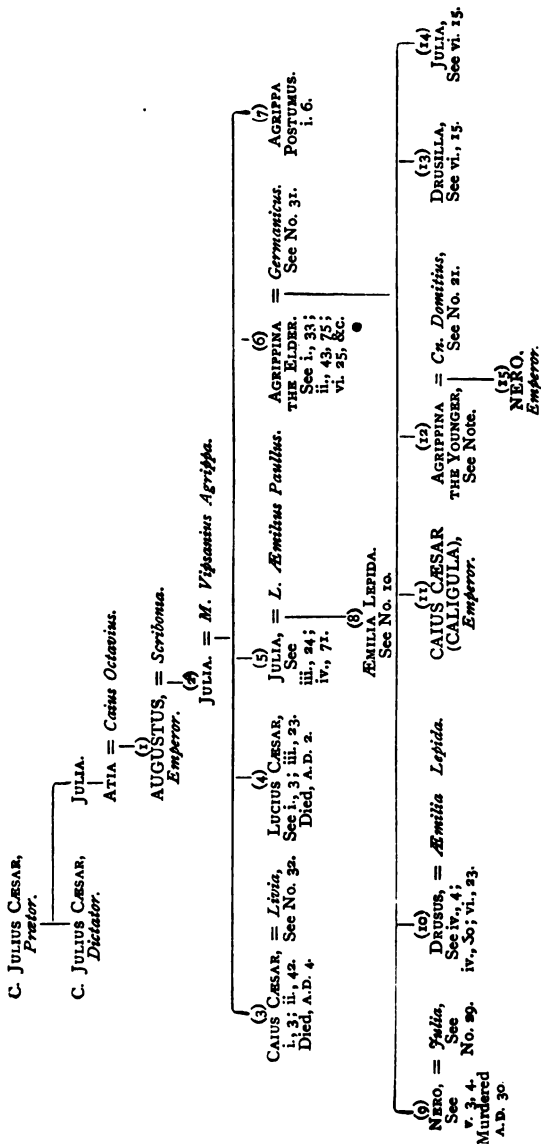 C. JULIUS CÆSAR,
Prætor.
C. JULIUS CÆSAR,
Dictator.
JULIA.
ATIA = Caius Octavius.
(1)
AUGUSTUS, = Scribonia.
Emperor.
(2)
JULIA. = M. Vipsanius Agrippa.
(3)
CAIUS CÆSAR, = Livia,
i., 3; ii., 42. See No. 32.
Died, A.D. 4.
(4)
LUCIUS CÆSAR,
See i., 3; iii., 23.
Died, A.D. 2.
(5)
JULIA, = L. Æmilius Paullus.
See
iii., 24;
iv., 71.
(6)
AGRIPPINA = Germanicus.
THE ELDER. See No. 31.
See i., 33;
ii., 43, 75;
vi. 25, &c.
(7)
AGRIPPA
POSTUMUS.
i. 6.
(8)
ÆMILIA LEPIDA.
See No. 10.
(9)
NERO, = Julia,
See See
v. 3, 4. No. 29.
Murdered
A.D. 30.
(10)
DRUSUS, = Æmilia Lepida.
See iv., 4;
iv., 80; vi., 23.
(11)
CAIUS CÆSAR
(CALIGULA),
Emperor.
(12)
AGRIPPINA = Cn. Domitius,
THE YOUNGER, See No. 21.
See Note.
(13)
DRUSILLA,
See vi., 15.
(14)
JULIA,
See vi. 15.
(15)
NERO.
Emperor.